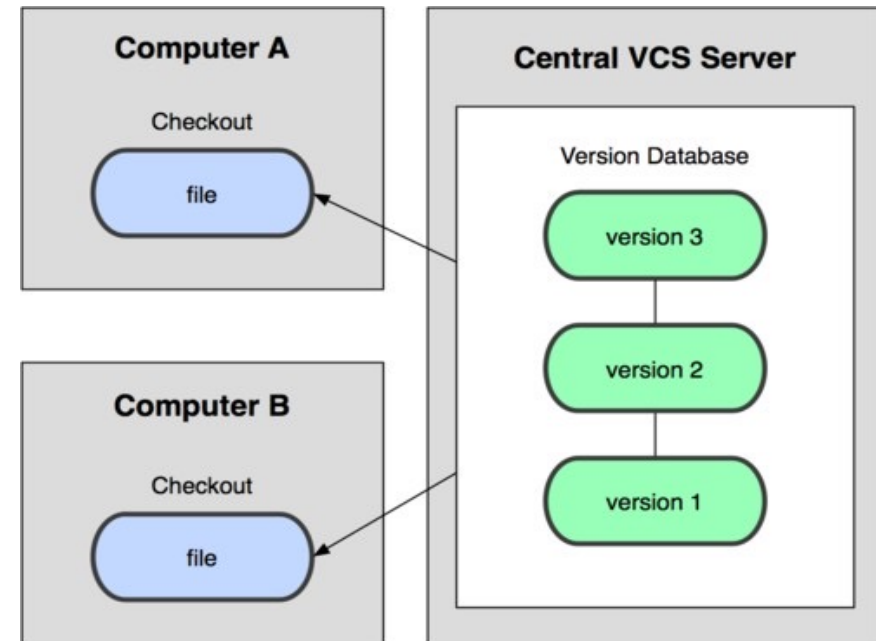 Computer A
Checkout
file
Computer B
Checkout
file
Central VCS Server
Version Database
version 3
version 2
version 1